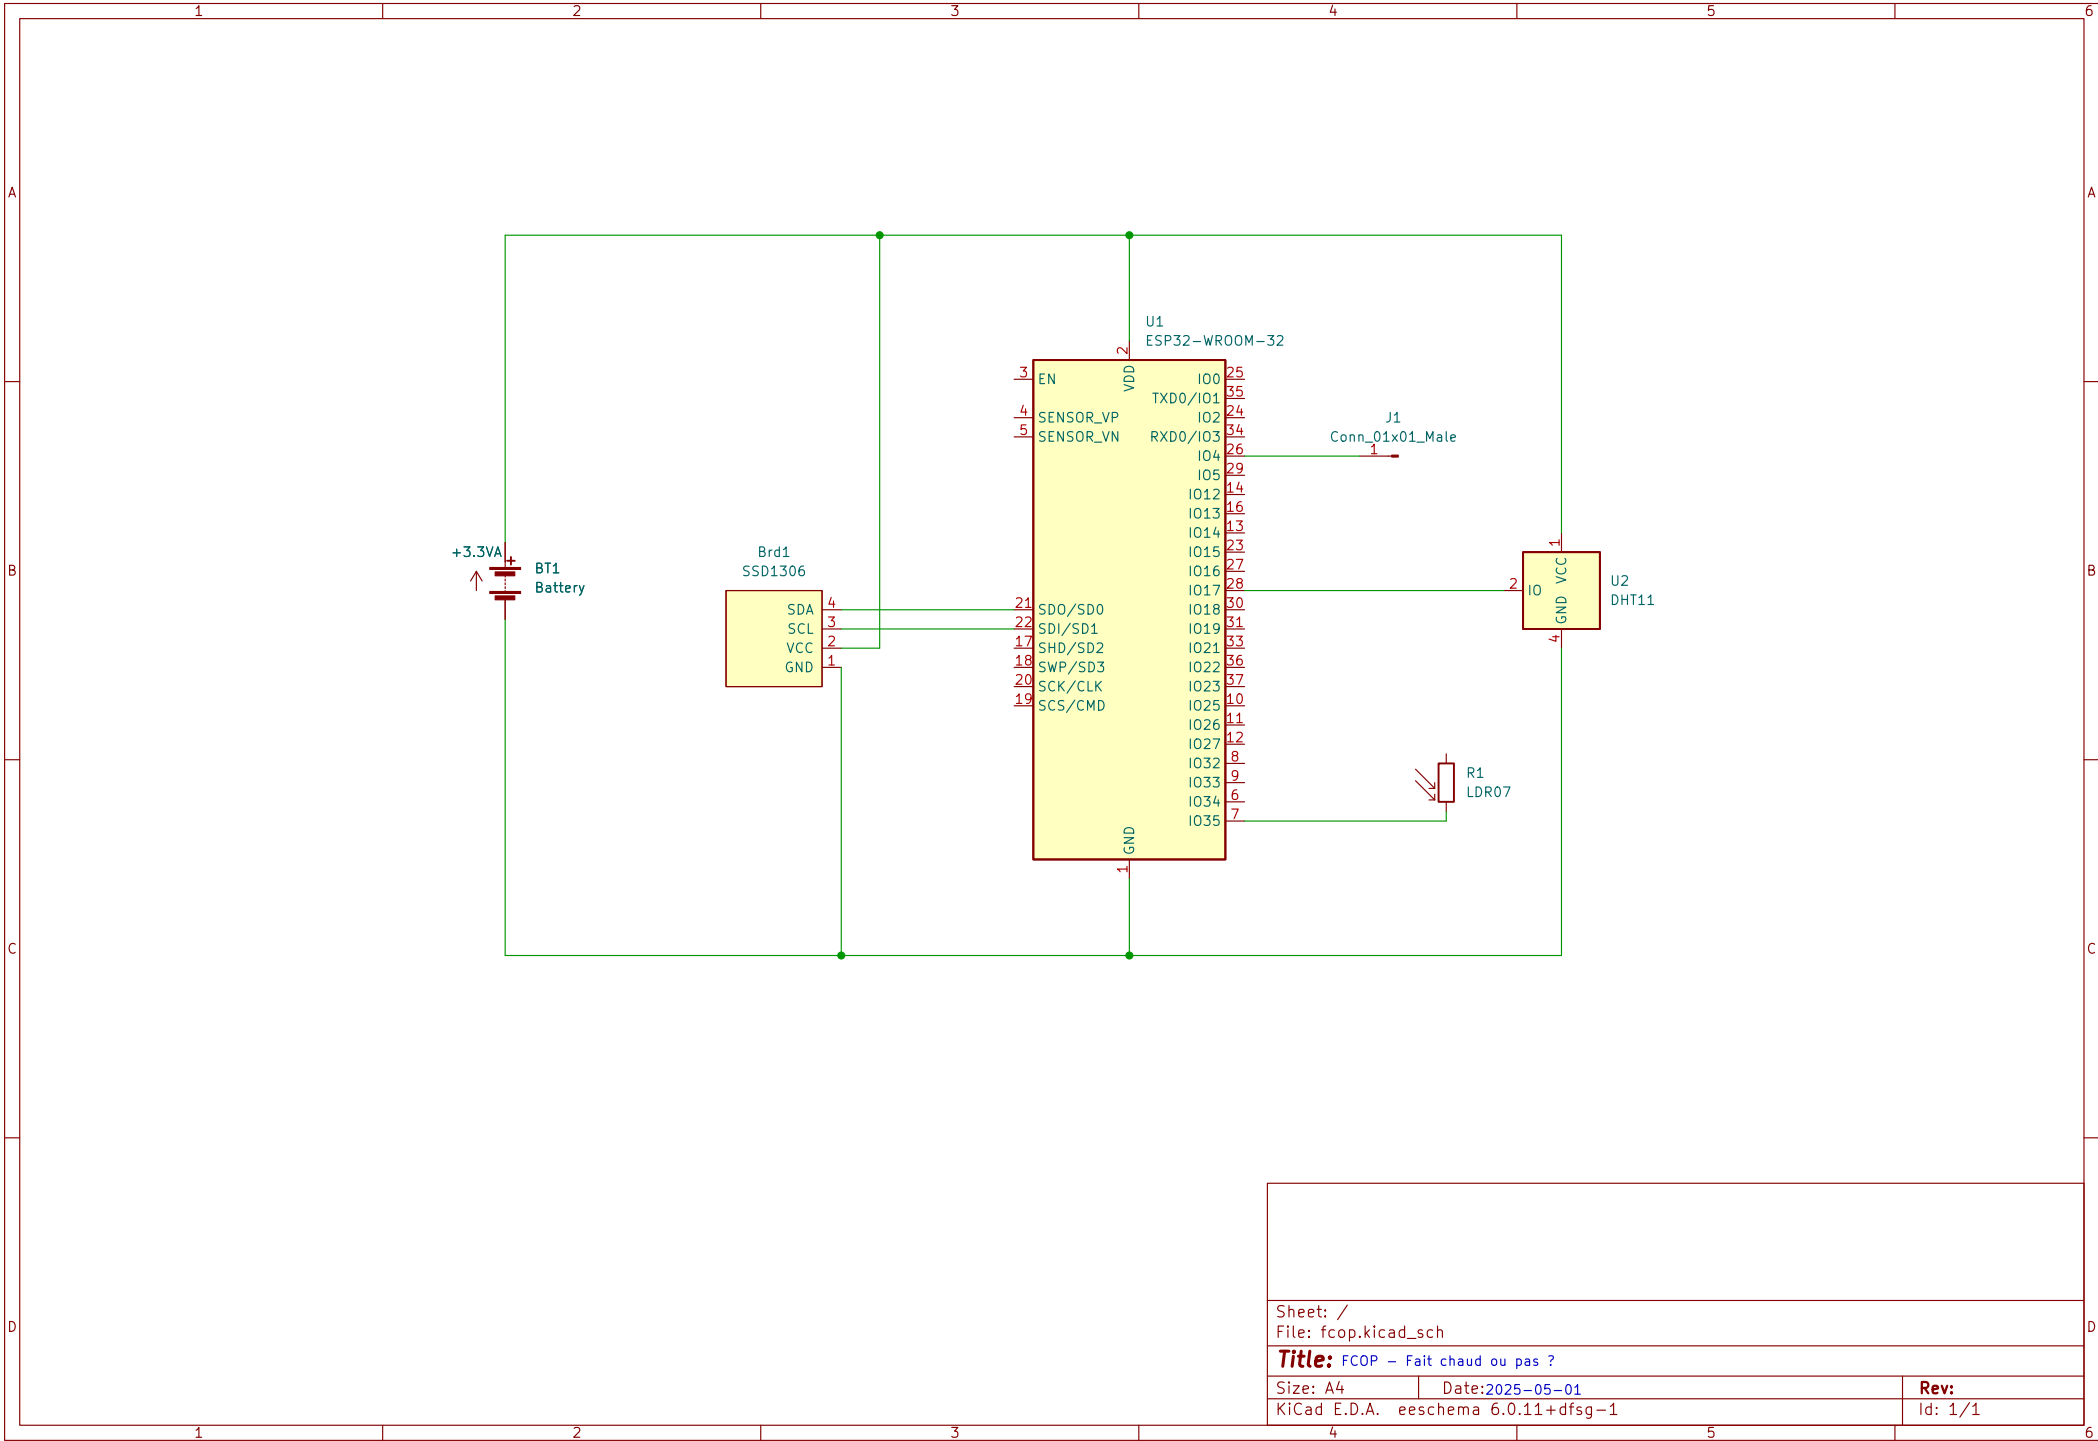 1 2 3 4 5 6
A A
U1
ESP32-WROOM-32
2
VDD
3 EN
4 SENSOR_VP
5 SENSOR_VN
21 SDO/SD0
22 SDI/SD1
17 SHD/SD2
18 SWP/SD3
20 SCK/CLK
19 SCS/CMD
IO0 25
TXD0/IO1 35
IO2 24
RXD0/IO3 34
IO4 26
IO5 29
IO12 14
IO13 16
IO14 13
IO15 23
IO16 27
IO17 28
IO18 30
IO19 31
IO21 33
IO22 36
IO23 37
IO25 10
IO26 11
IO27 12
IO32 8
IO33 9
IO34 6
IO35 7
GND
1
J1
Conn_01x01_Male
1
B B
+3.3VA
+
BT1
Battery
Brd1
SSD1306
SDA 4
SCL 3
VCC 2
GND 1
1
VCC
2 IO
GND
4
U2
DHT11
R1
LDR07
C C
D D
Sheet: /
File: fcop.kicad_sch
Title: FCOP - Fait chaud ou pas ?
Size: A4 Date:2025-05-01 Rev:
KiCad E.D.A. eeschema 6.0.11+dfsg-1 Id: 1/1
1 2 3 4 5 6